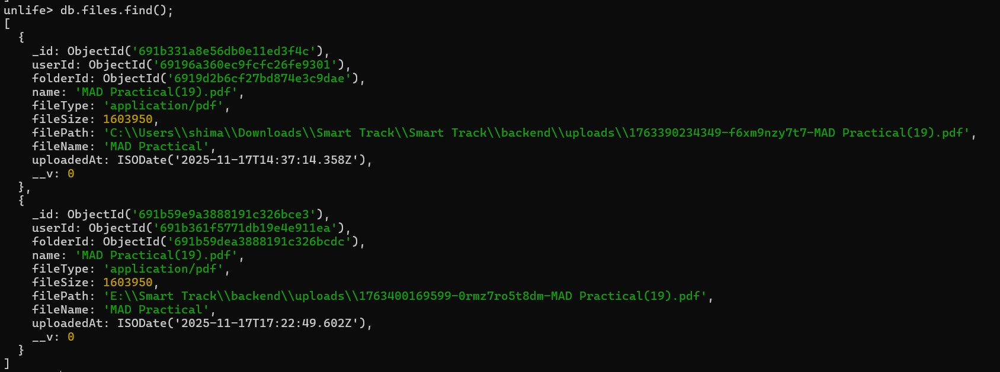 unlife> db.files.find();
[
  {
    _id: ObjectId('691b331a8e56db0e11ed3f4c'),
    userId: ObjectId('69196a360ec9fcfc26fe9301'),
    folderId: ObjectId('6919d2b6cf27bd874e3c9dae'),
    name: 'MAD Practical(19).pdf',
    fileType: 'application/pdf',
    fileSize: 1603950,
    filePath: 'C:\\Users\\shima\\Downloads\\Smart Track\\Smart Track\\backend\\uploads\\1763390234349-f6xm9nzy7t7-MAD Practical(19).pdf',
    fileName: 'MAD Practical',
    uploadedAt: ISODate('2025-11-17T14:37:14.358Z'),
    __v: 0
  },
  {
    _id: ObjectId('691b59e9a3888191c326bce3'),
    userId: ObjectId('691b361f5771db19e4e911ea'),
    folderId: ObjectId('691b59dea3888191c326bcdc'),
    name: 'MAD Practical(19).pdf',
    fileType: 'application/pdf',
    fileSize: 1603950,
    filePath: 'E:\\Smart Track\\backend\\uploads\\1763400169599-0rmz7ro5t8dm-MAD Practical(19).pdf',
    fileName: 'MAD Practical',
    uploadedAt: ISODate('2025-11-17T17:22:49.602Z'),
    __v: 0
  }
]